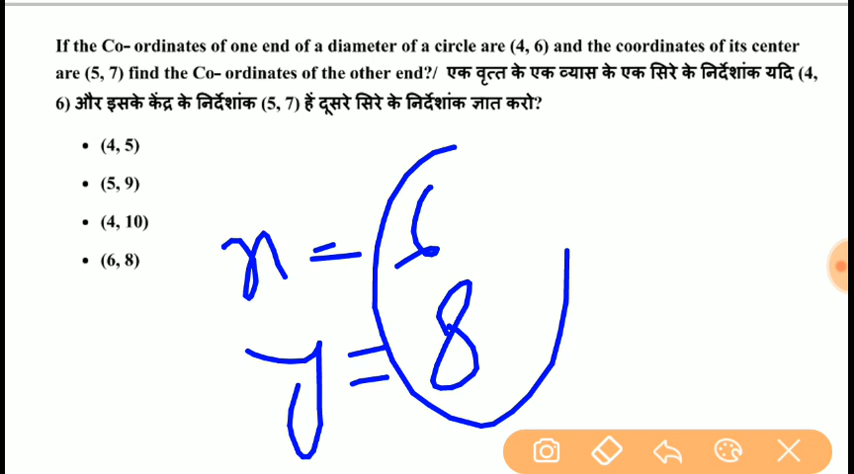 If the Co- ordinates of one end of a diameter of a circle are (4, 6) and the coordinates of its center
are (5, 7) find the Co- ordinates of the other end?/ एक वृत्त के एक व्यास के एक सिरे के निर्देशांक यदि (4,
6) और इसके केंद्र के निर्देशांक (5, 7) हैं दूसरे सिरे के निर्देशांक ज्ञात करो?
• (4, 5)
• (5, 9)
• (4, 10)
• (6, 8)
x = 6
y = 8